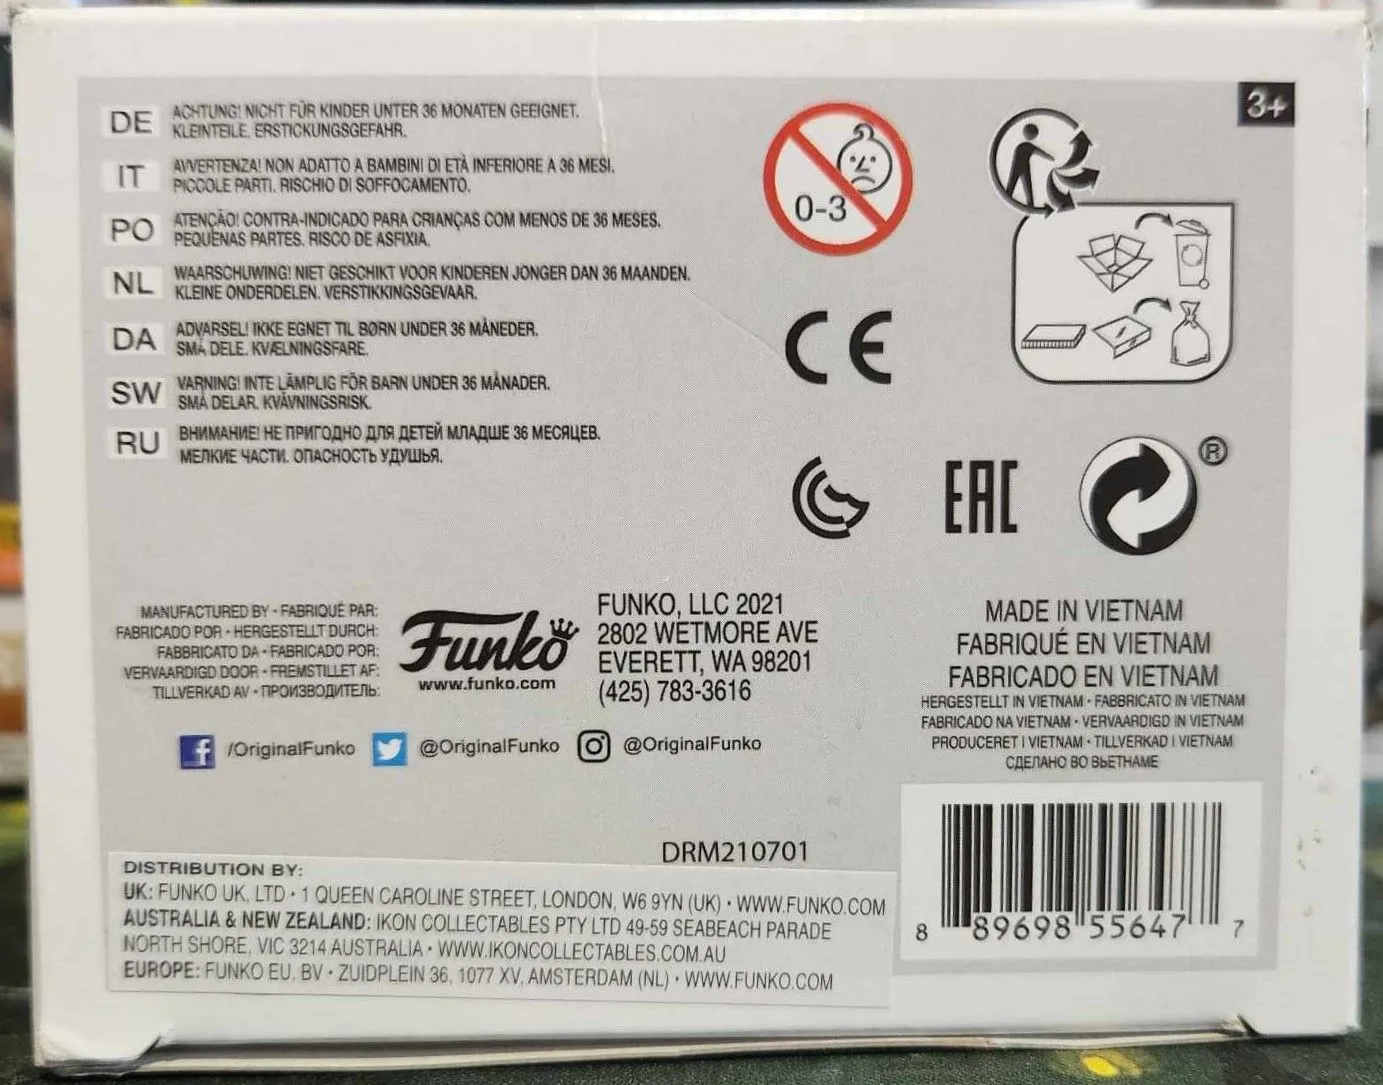 3+
DE
ACHTUNG! NICHT FÜR KINDER UNTER 36 MONATEN GEEIGNET.
KLEINTEILE. ERSTICKUNGSGEFAHR.
IT
AVVERTENZA! NON ADATTO A BAMBINI DI ETÀ INFERIORE A 36 MESI.
PICCOLE PARTI. RISCHIO DI SOFFOCAMENTO.
PO
ATENÇÃO! CONTRA-INDICADO PARA CRIANÇAS COM MENOS DE 36 MESES.
PEQUENAS PARTES. RISCO DE ASFIXIA.
NL
WAARSCHUWING! NIET GESCHIKT VOOR KINDEREN JONGER DAN 36 MAANDEN.
KLEINE ONDERDELEN. VERSTIKKINGSGEVAAR.
DA
ADVARSEL! IKKE EGNET TIL BØRN UNDER 36 MÅNEDER.
SMÅ DELE. KVÆLNINGSFARE.
SW
VARNING! INTE LÄMPLIG FÖR BARN UNDER 36 MÅNADER.
SMÅ DELAR. KVÄVNINGSRISK.
RU
ВНИМАНИЕ! НЕ ПРИГОДНО ДЛЯ ДЕТЕЙ МЛАДШЕ 36 МЕСЯЦЕВ.
МЕЛКИЕ ЧАСТИ. ОПАСНОСТЬ УДУШЬЯ.
0-3
CE
EAC
®
MANUFACTURED BY • FABRIQUÉ PAR:
FABRICADO POR • HERGESTELLT DURCH:
FABBRICATO DA • FABRICADO POR:
VERVAARDIGD DOOR • FREMSTILLET AF:
TILLVERKAD AV • ПРОИЗВОДИТЕЛЬ:
Funko
www.funko.com
FUNKO, LLC 2021
2802 WETMORE AVE
EVERETT, WA 98201
(425) 783-3616
MADE IN VIETNAM
FABRIQUÉ EN VIETNAM
FABRICADO EN VIETNAM
HERGESTELLT IN VIETNAM • FABBRICATO IN VIETNAM
FABRICADO NA VIETNAM • VERVAARDIGD IN VIETNAM
PRODUCERET I VIETNAM • TILLVERKAD I VIETNAM
СДЕЛАНО ВО ВЬЕТНАМЕ
/OriginalFunko @OriginalFunko @OriginalFunko
DRM210701
DISTRIBUTION BY:
UK: FUNKO UK, LTD • 1 QUEEN CAROLINE STREET, LONDON, W6 9YN (UK) • WWW.FUNKO.COM
AUSTRALIA & NEW ZEALAND: IKON COLLECTABLES PTY LTD 49-59 SEABEACH PARADE
NORTH SHORE, VIC 3214 AUSTRALIA • WWW.IKONCOLLECTABLES.COM.AU
EUROPE: FUNKO EU, BV • ZUIDPLEIN 36, 1077 XV, AMSTERDAM (NL) • WWW.FUNKO.COM
8 89698 55647 7